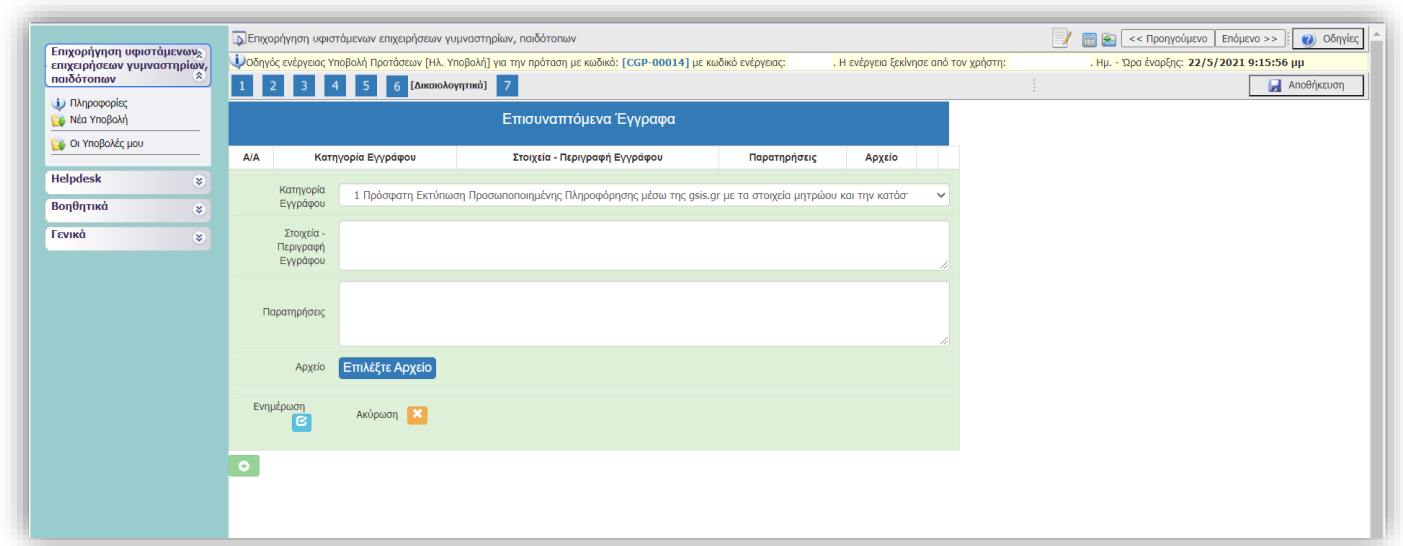 Επιχορήγηση υφιστάμενων επιχειρήσεων γυμναστηρίων, παιδότοπων
Πληροφορίες
Νέα Υποβολή
Οι Υποβολές μου
Helpdesk
Βοηθητικά
Γενικά
Επιχορήγηση υφιστάμενων επιχειρήσεων γυμναστηρίων, παιδότοπων
<< Προηγούμενο Επόμενο >> Οδηγίες
Οδηγός ενέργειας Υποβολή Προτάσεων [Ηλ. Υποβολή] για την πρόταση με κωδικό: [CGP-00014] με κωδικό ενέργειας: . Η ενέργεια ξεκίνησε από τον χρήστη: . Ημ. - Ώρα έναρξης: 22/5/2021 9:15:56 μμ
1 2 3 4 5 6 [Δικαιολογητικά] 7 Αποθήκευση
Επισυναπτόμενα Έγγραφα
Α/Α Κατηγορία Εγγράφου Στοιχεία - Περιγραφή Εγγράφου Παρατηρήσεις Αρχείο
Κατηγορία Εγγράφου
1 Πρόσφατη Εκτύπωση Προσωποποιημένης Πληροφόρησης μέσω της gsis.gr με τα στοιχεία μητρώου και την κατάστ
Στοιχεία -
Περιγραφή
Εγγράφου
Παρατηρήσεις
Αρχείο Επιλέξτε Αρχείο
Ενημέρωση Ακύρωση